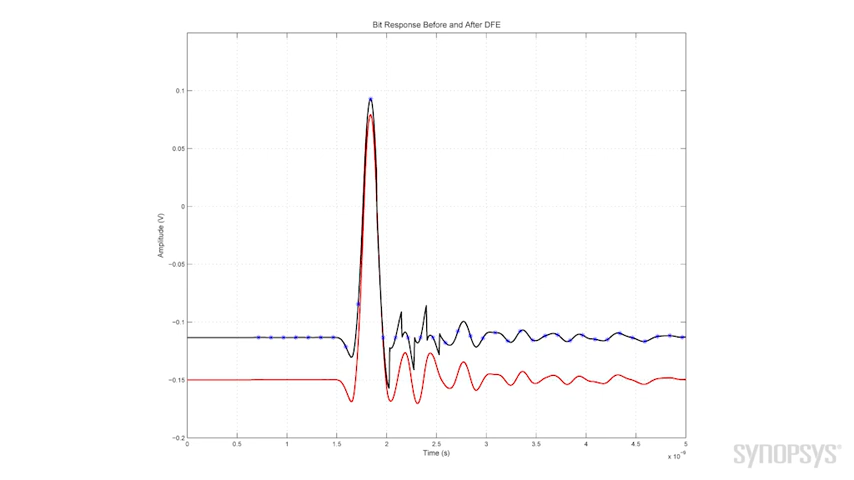 Bit Response Before and After DFE
0.1
0.05
0
−0.05
−0.1
−0.15
−0.2
Amplitude (V)
0 0.5 1 1.5 2 2.5 3 3.5 4 4.5 5
x 10⁻⁹
Time (s)
SYNOPSYS®